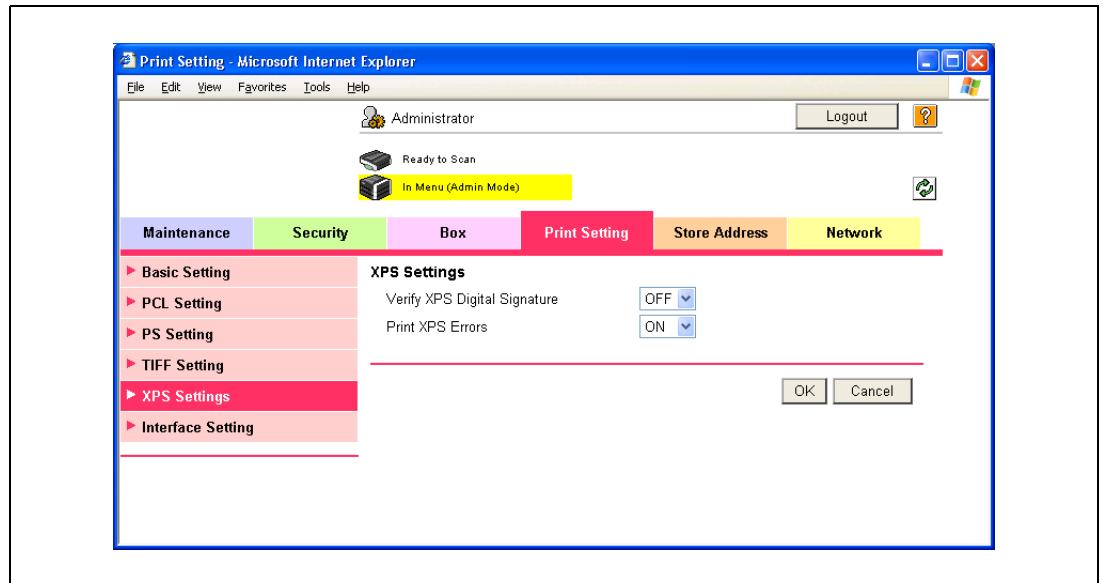 Print Setting - Microsoft Internet Explorer
File Edit View Favorites Tools Help
Administrator
Logout
?
Ready to Scan
In Menu (Admin Mode)
Maintenance Security Box Print Setting Store Address Network
Basic Setting
PCL Setting
PS Setting
TIFF Setting
XPS Settings
Interface Setting
XPS Settings
Verify XPS Digital Signature OFF
Print XPS Errors ON
OK Cancel